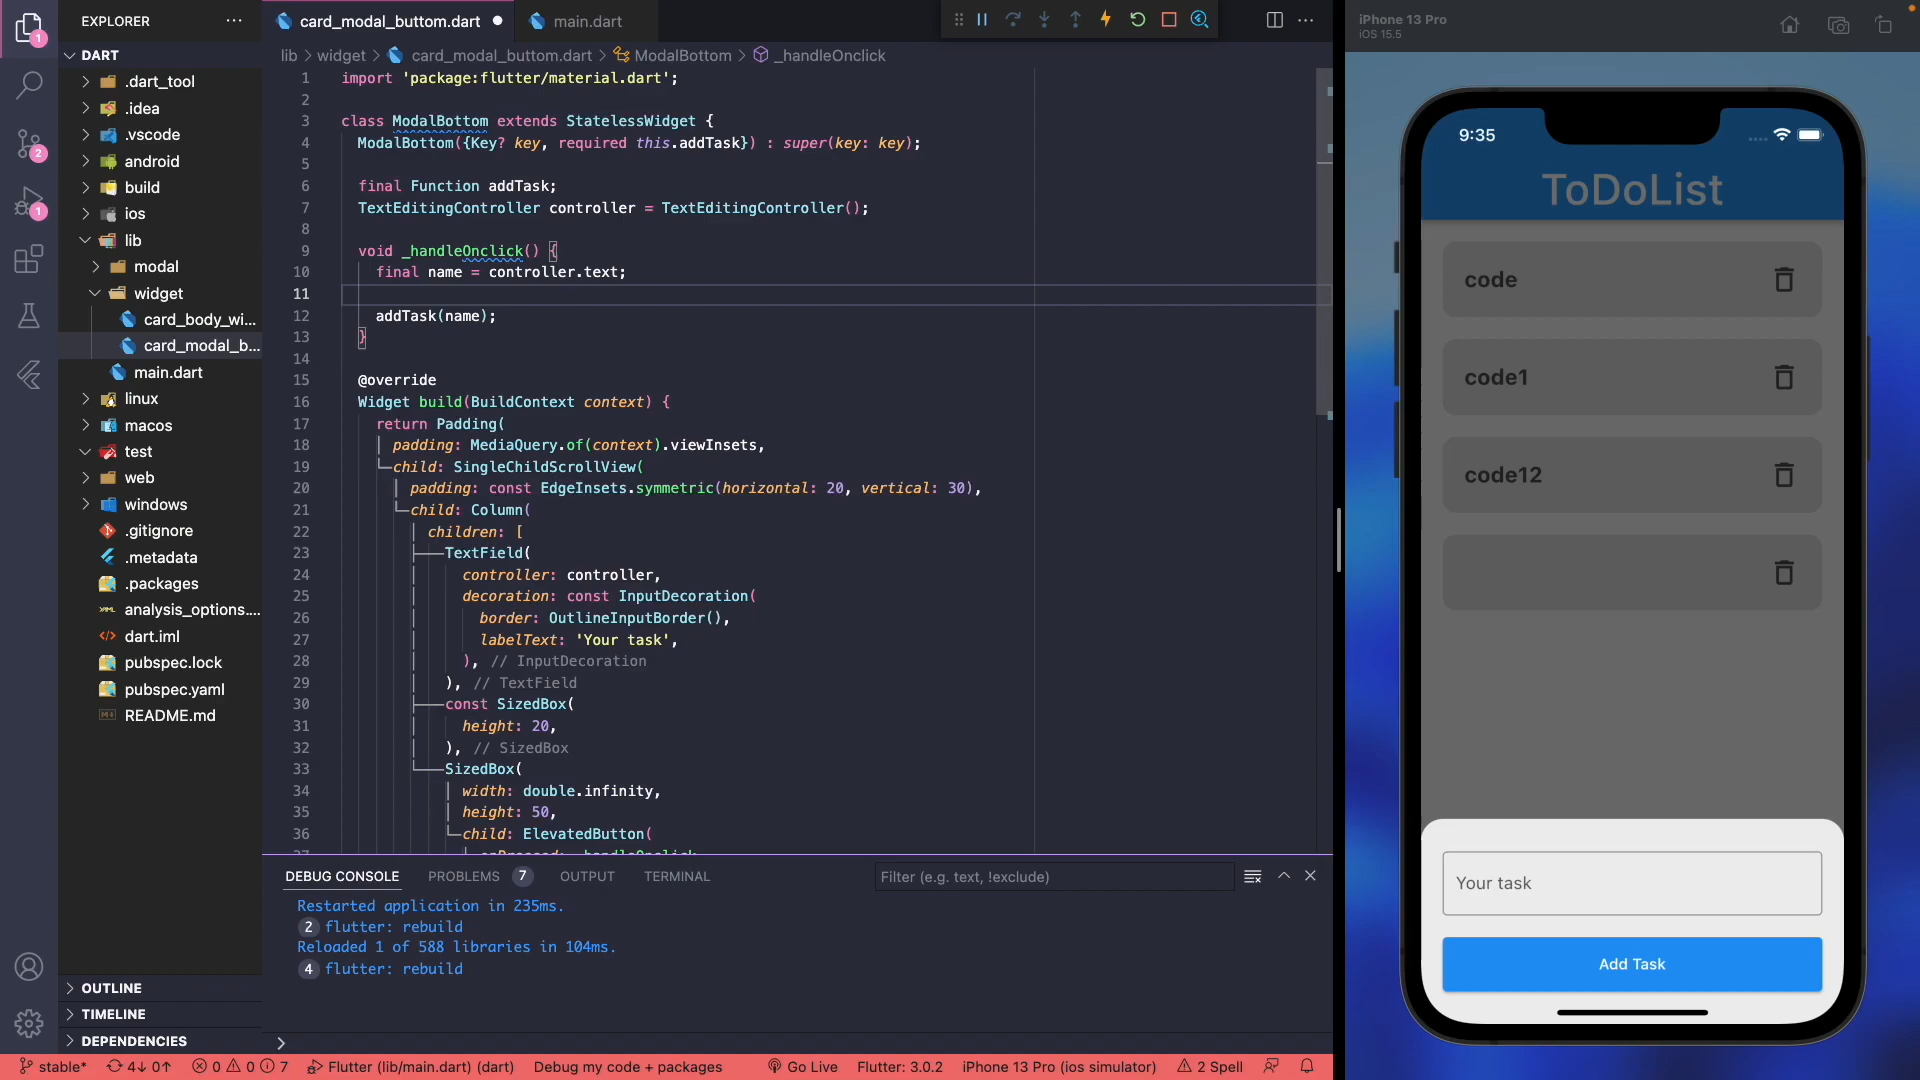 EXPLORER
DART
.dart_tool
.idea
.vscode
android
build
ios
lib
modal
widget
card_body_wi...
card_modal_b...
main.dart
linux
macos
test
web
windows
.gitignore
.metadata
.packages
analysis_options....
dart.iml
pubspec.lock
pubspec.yaml
README.md
OUTLINE
TIMELINE
DEPENDENCIES
1
2
1
card_modal_buttom.dart
main.dart
lib > widget > card_modal_buttom.dart > ModalBottom > _handleOnclick
1 import 'package:flutter/material.dart';
2
3 class ModalBottom extends StatelessWidget {
4 ModalBottom({Key? key, required this.addTask}) : super(key: key);
5
6 final Function addTask;
7 TextEditingController controller = TextEditingController();
8
9 void _handleOnclick() {
10 final name = controller.text;
11
12 addTask(name);
13 }
14
15 @override
16 Widget build(BuildContext context) {
17 return Padding(
18 padding: MediaQuery.of(context).viewInsets,
19 child: SingleChildScrollView(
20 padding: const EdgeInsets.symmetric(horizontal: 20, vertical: 30),
21 child: Column(
22 children: [
23 TextField(
24 controller: controller,
25 decoration: const InputDecoration(
26 border: OutlineInputBorder(),
27 labelText: 'Your task',
28 ), // InputDecoration
29 ), // TextField
30 const SizedBox(
31 height: 20,
32 ), // SizedBox
33 SizedBox(
34 width: double.infinity,
35 height: 50,
36 child: ElevatedButton(
37 onPressed: _handleOnclick,
DEBUG CONSOLE
PROBLEMS 7
OUTPUT
TERMINAL
Filter (e.g. text, !exclude)
Restarted application in 235ms.
2 flutter: rebuild
Reloaded 1 of 588 libraries in 104ms.
4 flutter: rebuild
>
stable* 4↓ 0↑ 0 0 7 Flutter (lib/main.dart) (dart) Debug my code + packages Go Live Flutter: 3.0.2 iPhone 13 Pro (ios simulator) 2 Spell
iPhone 13 Pro
iOS 15.5
9:35
ToDoList
code
code1
code12
Your task
Add Task